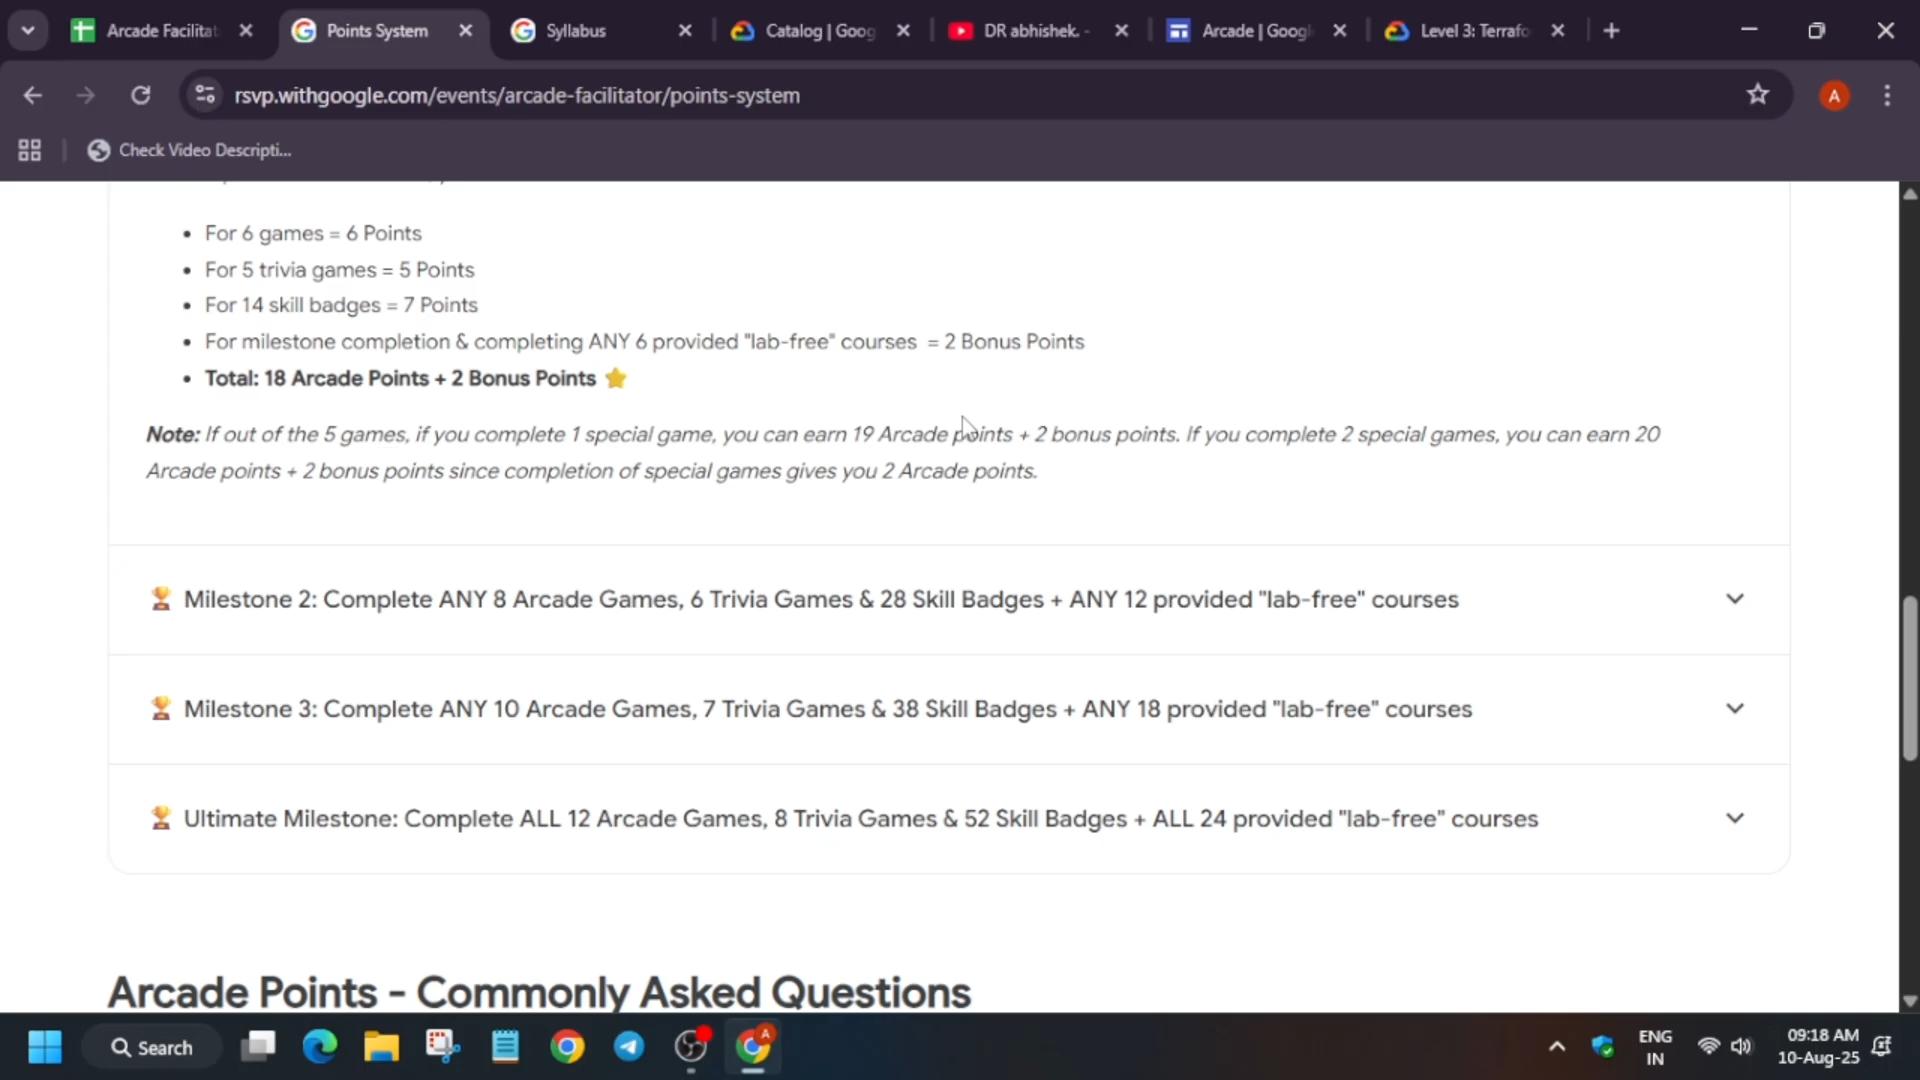 Arcade Facilitat
Points System
Syllabus
Catalog | Goog
DR abhishek. -
Arcade | Googl
Level 3: Terrafo
rsvp.withgoogle.com/events/arcade-facilitator/points-system
A
Check Video Descripti...
• For 6 games = 6 Points
• For 5 trivia games = 5 Points
• For 14 skill badges = 7 Points
• For milestone completion & completing ANY 6 provided "lab-free" courses = 2 Bonus Points
• Total: 18 Arcade Points + 2 Bonus Points ⭐
Note: If out of the 5 games, if you complete 1 special game, you can earn 19 Arcade points + 2 bonus points. If you complete 2 special games, you can earn 20
Arcade points + 2 bonus points since completion of special games gives you 2 Arcade points.
🏆 Milestone 2: Complete ANY 8 Arcade Games, 6 Trivia Games & 28 Skill Badges + ANY 12 provided "lab-free" courses
🏆 Milestone 3: Complete ANY 10 Arcade Games, 7 Trivia Games & 38 Skill Badges + ANY 18 provided "lab-free" courses
🏆 Ultimate Milestone: Complete ALL 12 Arcade Games, 8 Trivia Games & 52 Skill Badges + ALL 24 provided "lab-free" courses
Arcade Points - Commonly Asked Questions
Search
A
ENG
IN
09:18 AM
10-Aug-25